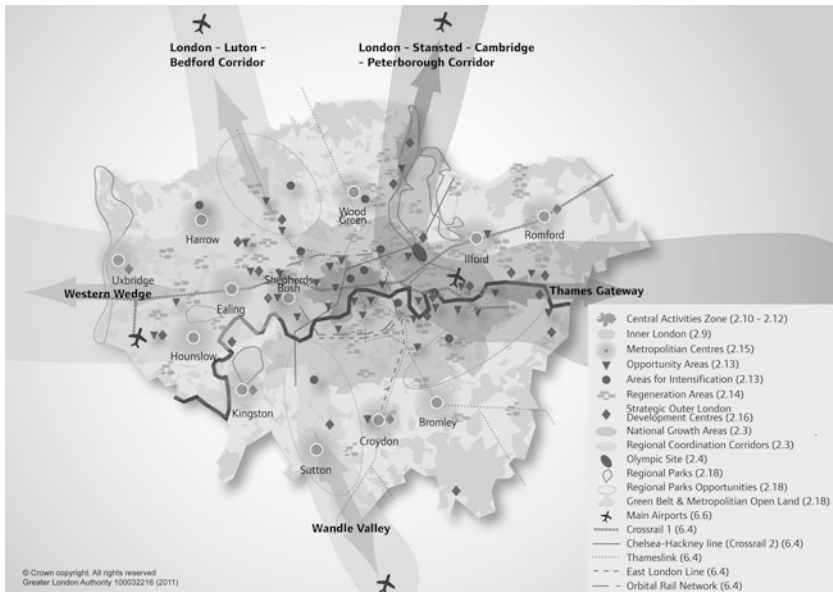 London - Luton -
Bedford Corridor
London - Stansted - Cambridge
- Peterborough Corridor
Wood
Green
Harrow
Romford
Ilford
Uxbridge
Shepherds
Bush
Western Wedge
Thames Gateway
Ealing
Hounslow
Kingston
Bromley
Croydon
Sutton
Wandle Valley
Central Activities Zone (2.10 - 2.12)
Inner London (2.9)
Metropolitian Centres (2.15)
Opportunity Areas (2.13)
Areas for Intensification (2.13)
Regeneration Areas (2.14)
Strategic Outer London
Development Centres (2.16)
National Growth Areas (2.3)
Regional Coordination Corridors (2.3)
Olympic Site (2.4)
Regional Parks (2.18)
Regional Parks Opportunities (2.18)
Green Belt & Metropolitian Open Land (2.18)
Main Airports (6.6)
Crossrail 1 (6.4)
Chelsea-Hackney line (Crossrail 2) (6.4)
Thameslink (6.4)
East London Line (6.4)
Orbital Rail Network (6.4)
© Crown copyright. All rights reserved
Greater London Authority 100032216 (2011)